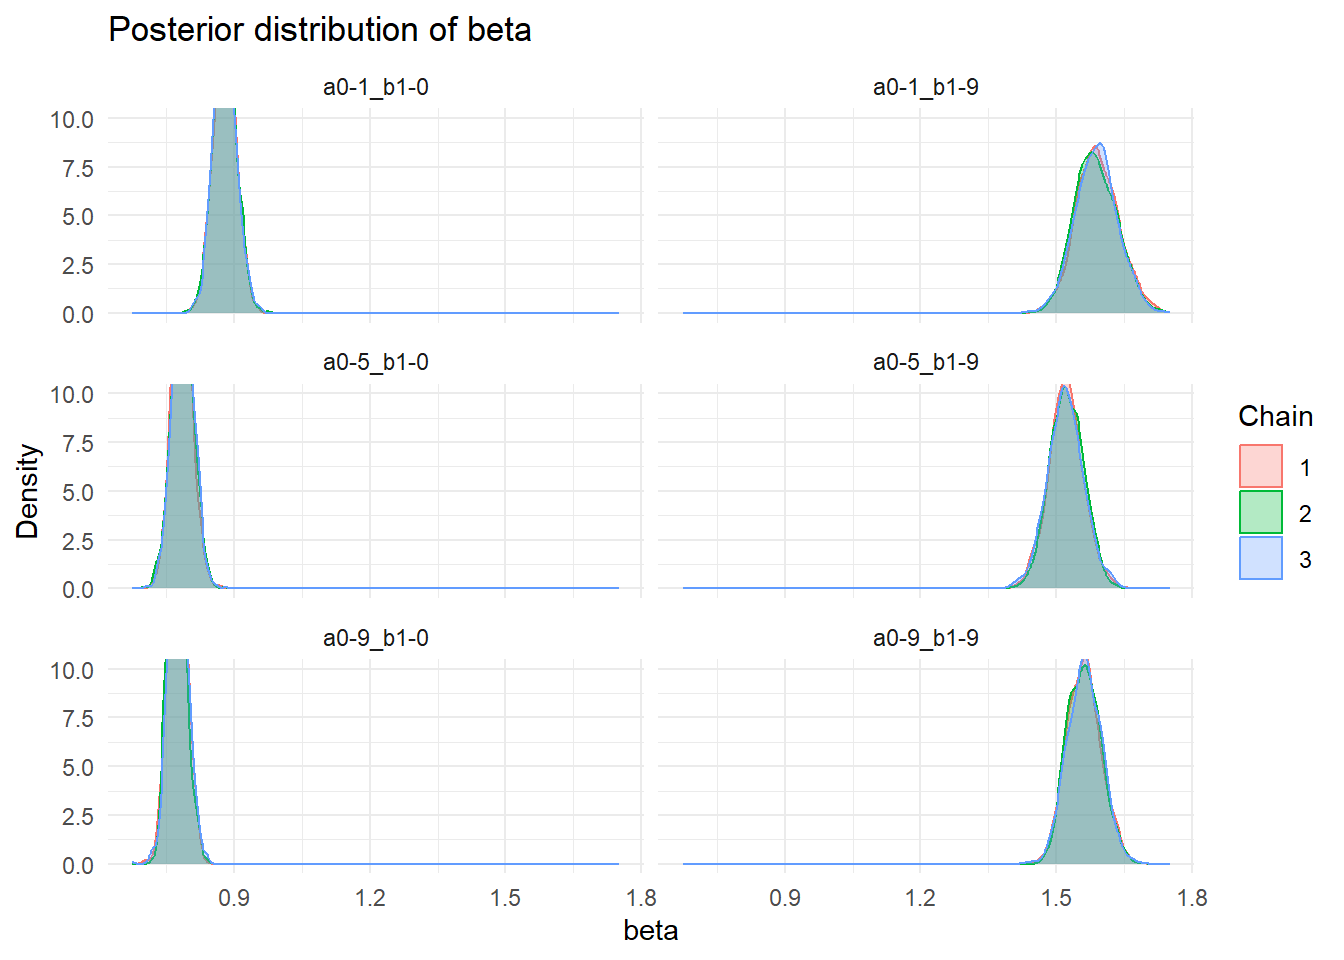 Posterior distribution of beta
a0-1_b1-0
a0-1_b1-9
10.0
7.5
5.0
2.5
0.0
a0-5_b1-0
a0-5_b1-9
10.0
7.5
5.0
2.5
0.0
Density
a0-9_b1-0
a0-9_b1-9
10.0
7.5
5.0
2.5
0.0
0.9 1.2 1.5 1.8
0.9 1.2 1.5 1.8
beta
Chain
1
2
3